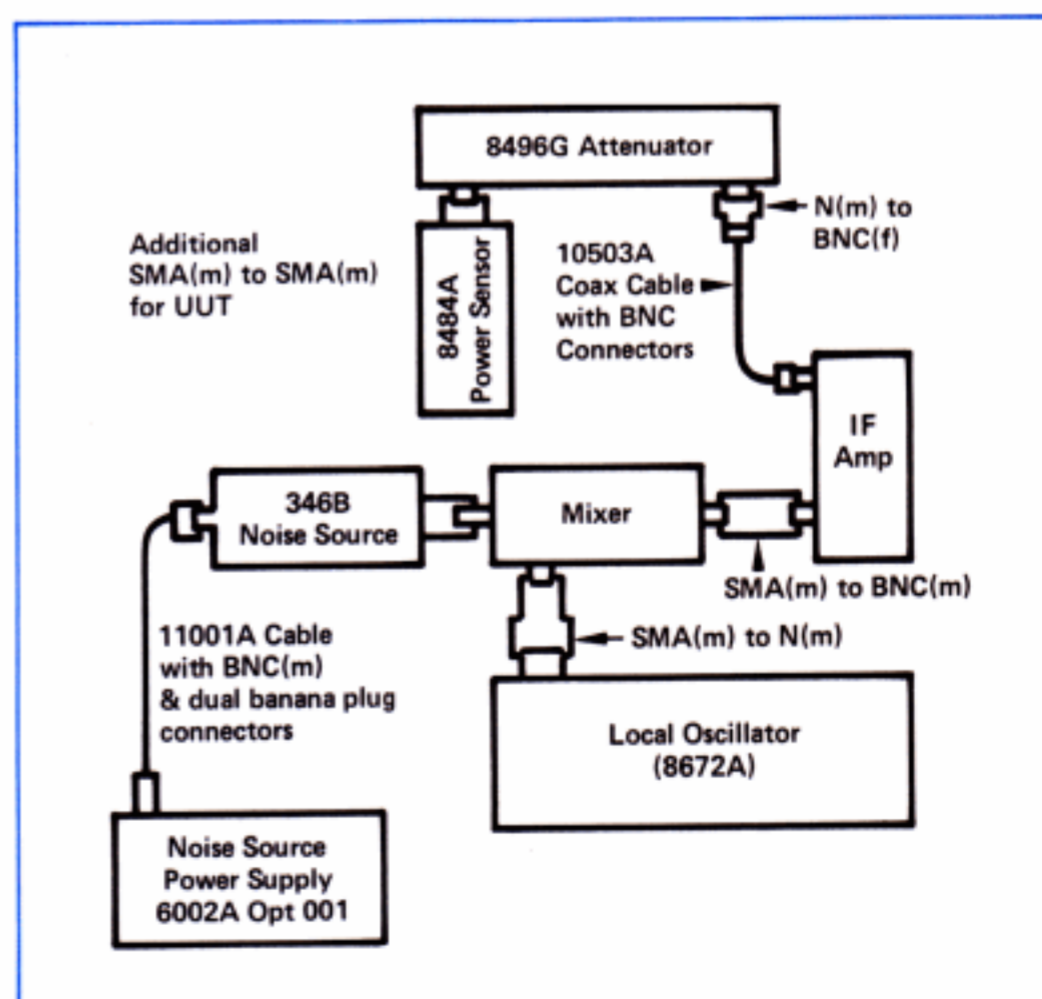 8496G Attenuator
N(m) to
BNC(f)
Additional
SMA(m) to SMA(m)
for UUT
8484A
Power Sensor
10503A
Coax Cable
with BNC
Connectors
IF
Amp
346B
Noise Source
Mixer
SMA(m) to BNC(m)
11001A Cable
with BNC(m)
& dual banana plug
connectors
SMA(m) to N(m)
Local Oscillator
(8672A)
Noise Source
Power Supply
6002A Opt 001